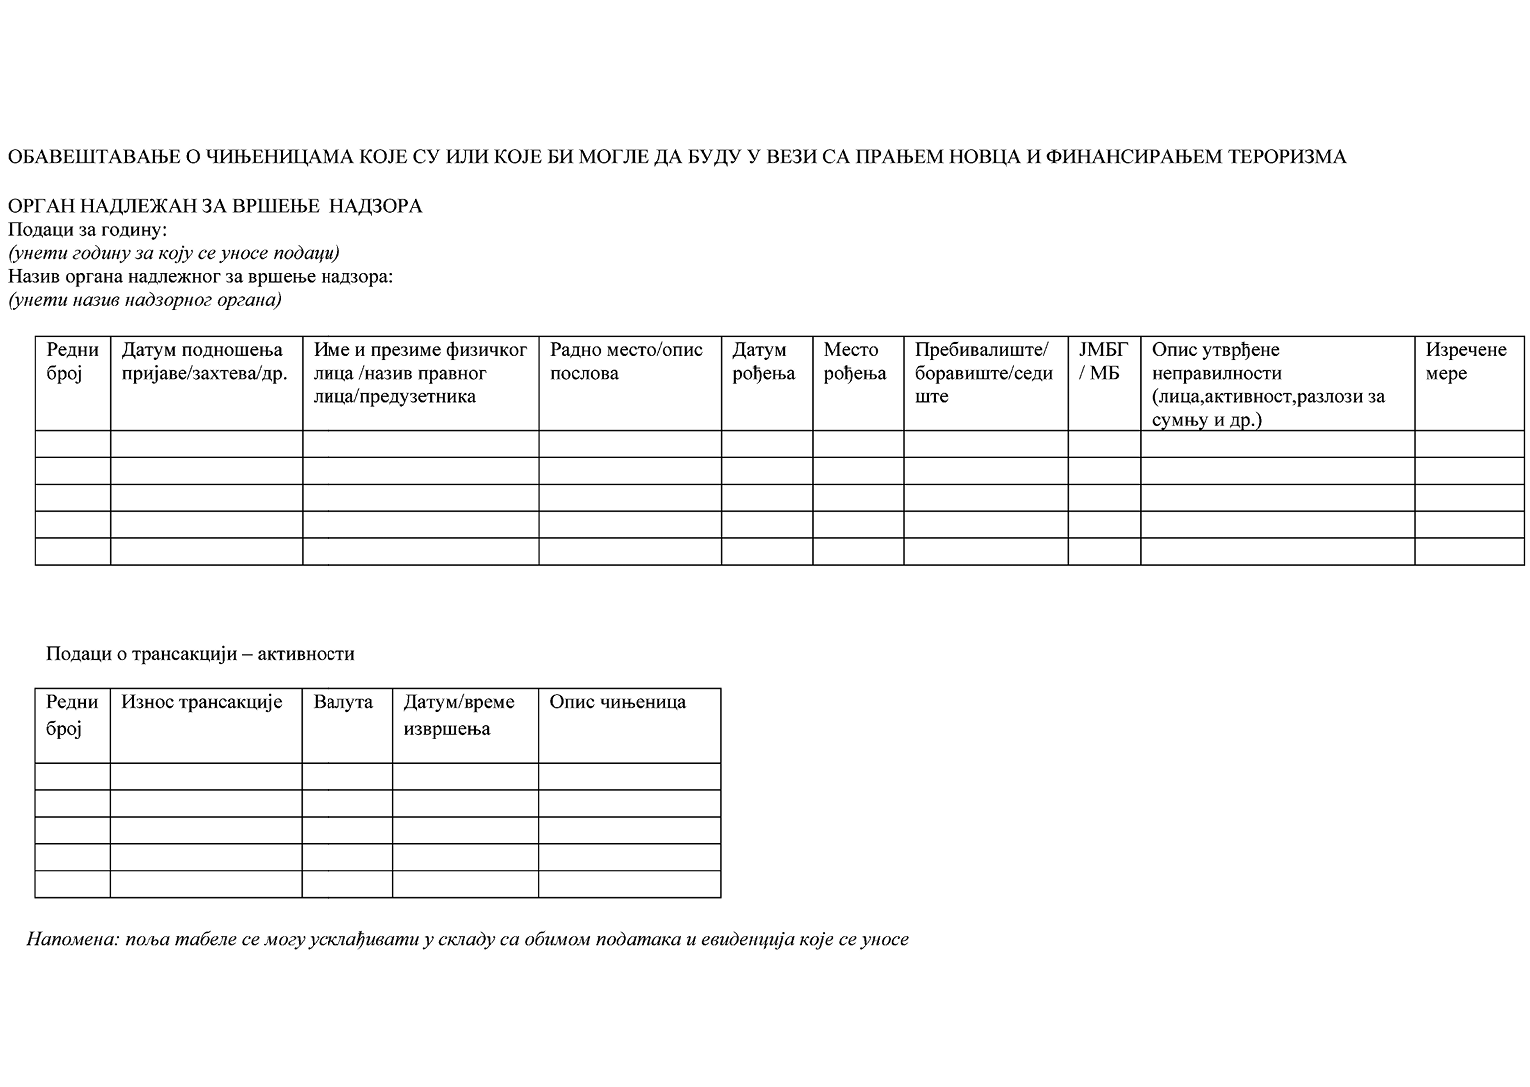 ОБАВЕШТАВАЊЕ О ЧИЊЕНИЦАМА КОЈЕ СУ ИЛИ КОЈЕ БИ МОГЛЕ ДА БУДУ У ВЕЗИ СА ПРАЊЕМ НОВЦА И ФИНАНСИРАЊЕМ ТЕРОРИЗМА
ОРГАН НАДЛЕЖАН ЗА ВРШЕЊЕ НАДЗОРА
Подаци за годину:
(унети годину за коју се уносе подаци)
Назив органа надлежног за вршење надзора:
(унети назив надзорног органа)
Редни
број
Датум подношења
пријаве/захтева/др.
Име и презиме физичког
лица /назив правног
лица/предузетника
Радно место/опис
послова
Датум
рођења
Место
рођења
Пребивалиште/
боравиште/седи
ште
ЈМБГ
/ МБ
Опис утврђене
неправилности
(лица,активност,разлози за
сумњу и др.)
Изречене
мере
Подаци о трансакцији – активности
Редни
број
Износ трансакције
Валута
Датум/време
извршења
Опис чињеница
Напомена: поља табеле се могу усклађивати у складу са обимом података и евиденција које се уносе